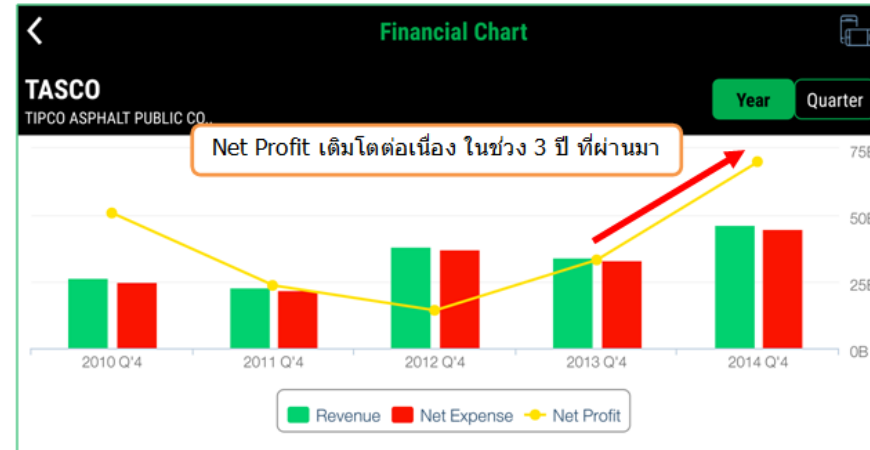 Financial Chart
TASCO
TIPCO ASPHALT PUBLIC CO..
Year
Quarter
Net Profit เติมโตต่อเนื่อง ในช่วง 3 ปี ที่ผ่านมา
75B
50B
25B
0B
2010 Q'4
2011 Q'4
2012 Q'4
2013 Q'4
2014 Q'4
Revenue
Net Expense
Net Profit